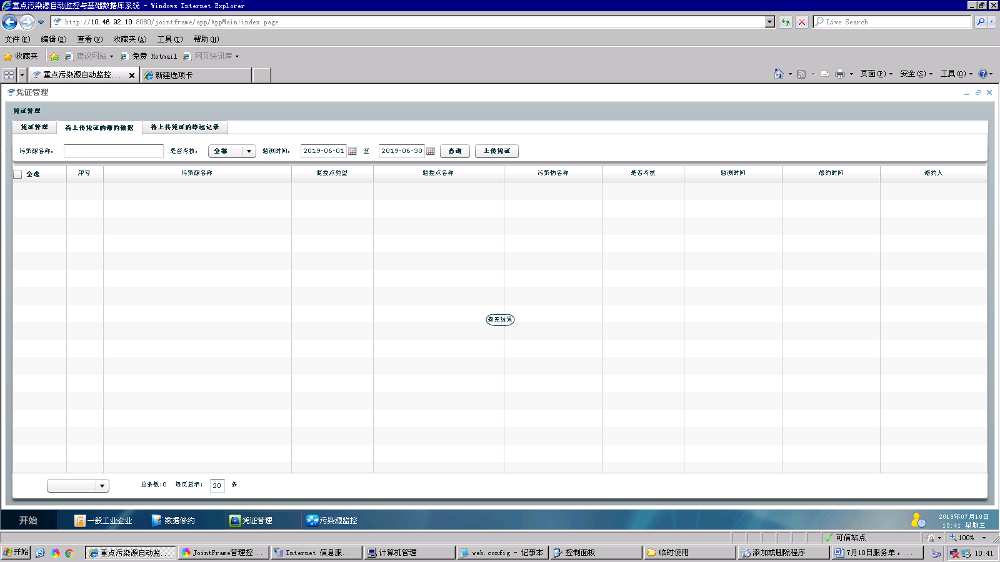 重点污染源自动监控与基础数据库系统 - Windows Internet Explorer
http://10.46.92.10:8080/jointframe/app/AppMain!index.page
Live Search
文件(F) 编辑(E) 查看(V) 收藏夹(A) 工具(T) 帮助(H)
收藏夹 建议网站 免费 Hotmail 网页快讯库
重点污染源自动监控... 新建选项卡 页面(P) 安全(S) 工具(O)
凭证管理
凭证管理
凭证管理 待上传凭证的修约数据 待上传凭证的停运记录
污染源名称: 是否考核: 全部 监测时间: 2019-06-01 至 2019-06-30 查询 上传凭证
全选 序号 污染源名称 监控点类型 监控点名称 污染物名称 是否考核 监测时间 修约时间 修约人
暂无结果
总条数:0 每页显示: 20 条
开始 一般工业企业 数据修约 凭证管理 污染源监控 2019年07月10日
10:41 星期三
可信站点 100%
开始 重点污染源自动监... JointFrame管理控... Internet 信息服... 计算机管理 web.config - 记事本 控制面板 临时使用 添加或删除程序 7月10日服务单，... 10:41